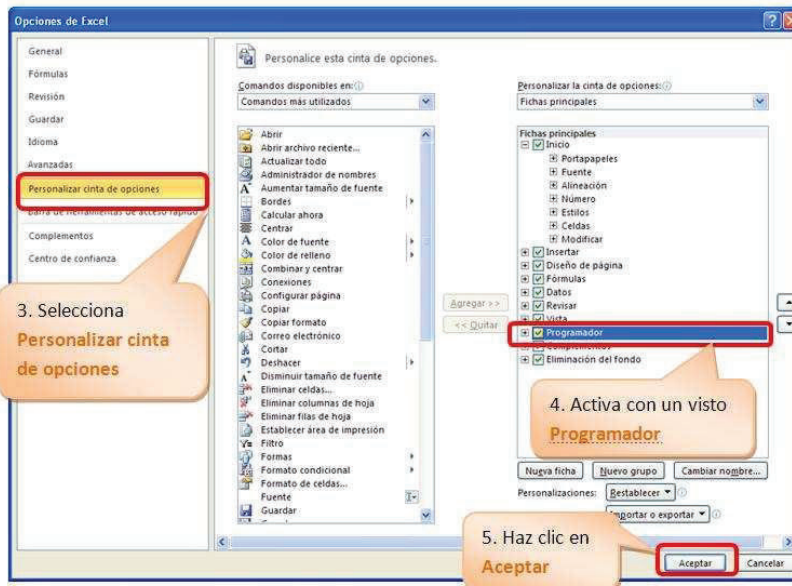 Opciones de Excel
General
Fórmulas
Revisión
Guardar
Idioma
Avanzadas
Personalizar cinta de opciones
Barra de herramientas de acceso rápido
Complementos
Centro de confianza
3. Selecciona
Personalizar cinta
de opciones
Personalice esta cinta de opciones.
Comandos disponibles en:
Comandos más utilizados
Abrir
Abrir archivo reciente...
Actualizar todo
Administrador de nombres
Aumentar tamaño de fuente
Bordes
Calcular ahora
Centrar
Color de fuente
Color de relleno
Combinar y centrar
Conexiones
Configurar página
Copiar
Copiar formato
Correo electrónico
Cortar
Deshacer
Disminuir tamaño de fuente
Eliminar celdas...
Eliminar columnas de hoja
Eliminar filas de hoja
Establecer área de impresión
Filtro
Formas
Formato condicional
Formato de celdas...
Fuente
Guardar
Agregar >>
<< Quitar
Personalizar la cinta de opciones:
Fichas principales
Fichas principales
Inicio
Portapapeles
Fuente
Alineación
Número
Estilos
Celdas
Modificar
Insertar
Diseño de página
Fórmulas
Datos
Revisar
Vista
Programador
Complementos
Eliminación del fondo
4. Activa con un visto
Programador
Nueva ficha
Nuevo grupo
Cambiar nombre...
Personalizaciones:
Restablecer
Importar o exportar
5. Haz clic en
Aceptar
Aceptar
Cancelar